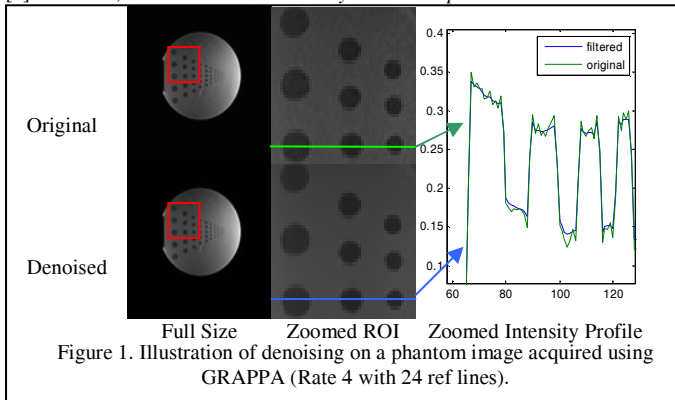 0.4
filtered
original
0.35
Original
0.3
0.25
0.2
0.15
Denoised
0.1
60 80 100 120
Full Size Zoomed ROI Zoomed Intensity Profile
Figure 1. Illustration of denoising on a phantom image acquired using
GRAPPA (Rate 4 with 24 ref lines).